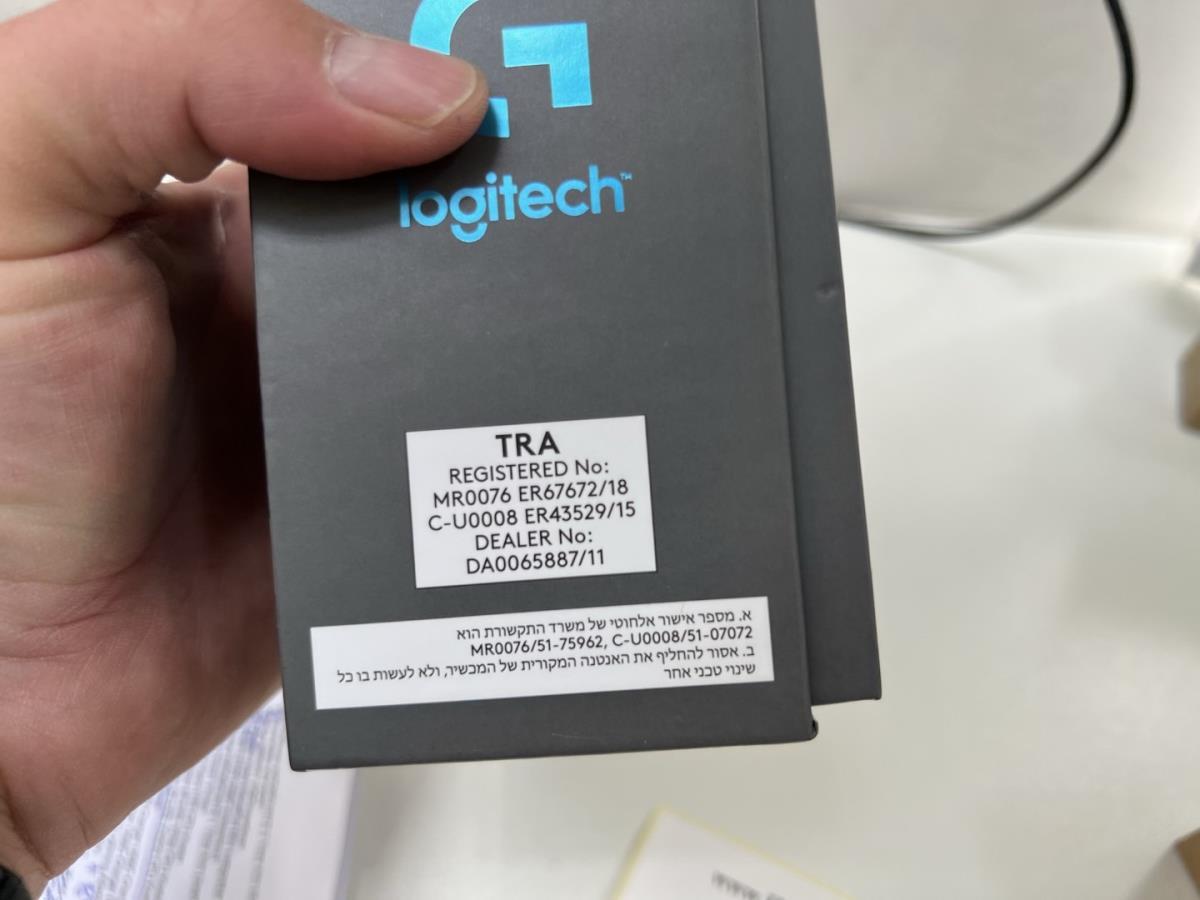 logitech™
TRA
REGISTERED No:
MR0076 ER67672/18
C-U0008 ER43529/15
DEALER No:
DA0065887/11
א. מספר אישור אלחוטי של משרד התקשורת הוא
MR0076/51-75962, C-U0008/51-07072
ב. אסור להחליף את האנטנה המקורית של המכשיר, ולא לעשות בו כל
שינוי טכני אחר